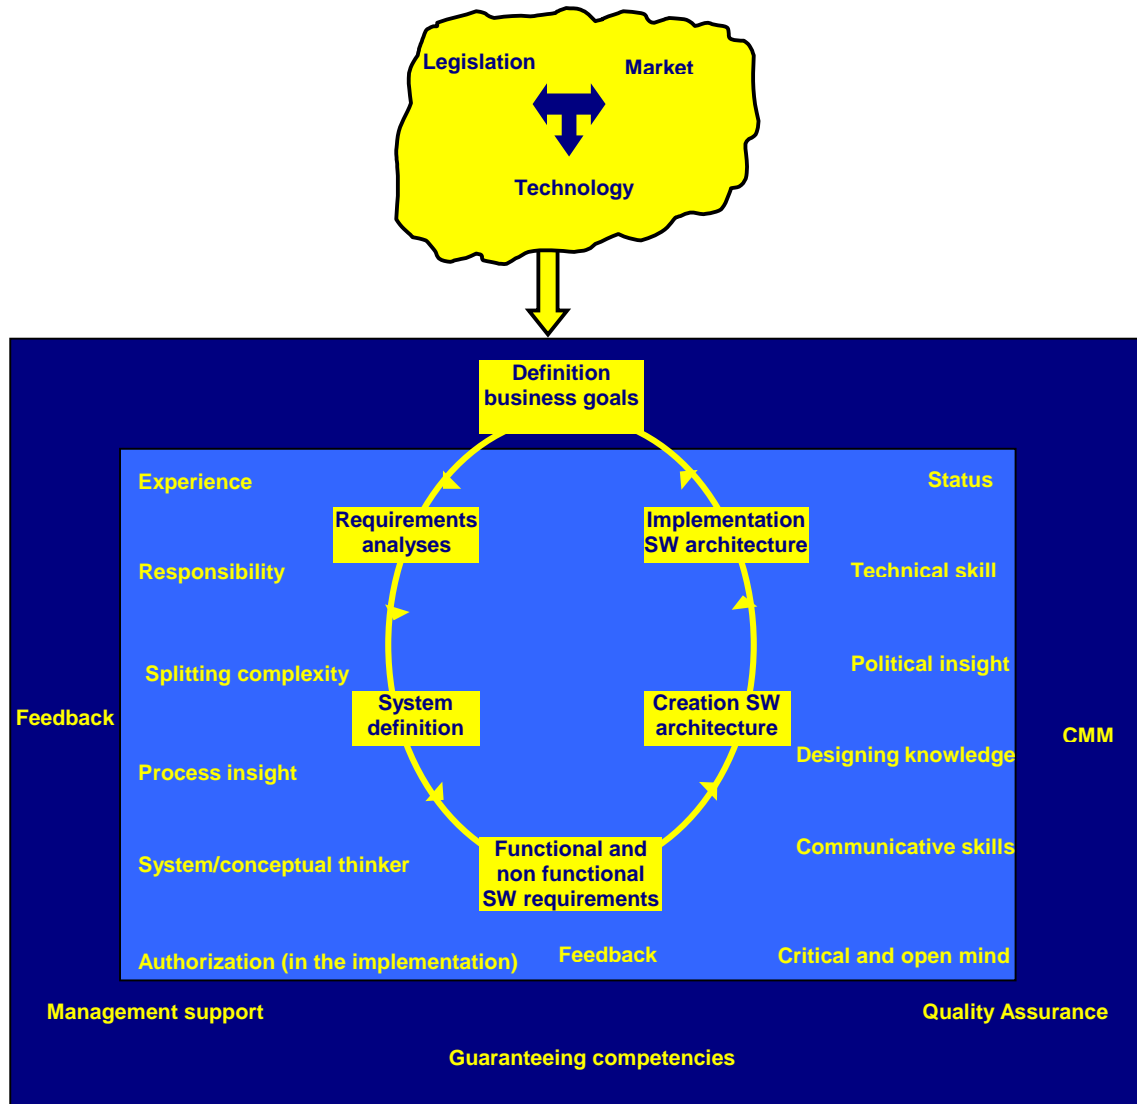 Legislation
Market
Technology
Definition
business goals
Experience
Status
Requirements
analyses
Implementation
SW architecture
Responsibility
Technical skill
Splitting complexity
Political insight
Feedback
System
definition
Creation SW
architecture
CMM
Process insight
Designing knowledge
Functional and
non functional
SW requirements
System/conceptual thinker
Communicative skills
Authorization (in the implementation)
Feedback
Critical and open mind
Management support
Quality Assurance
Guaranteeing competencies